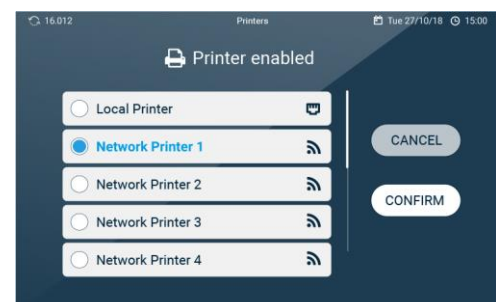 16.012 Printers Tue 27/10/18 15:00
Printer enabled
Local Printer
Network Printer 1
CANCEL
Network Printer 2
CONFIRM
Network Printer 3
Network Printer 4